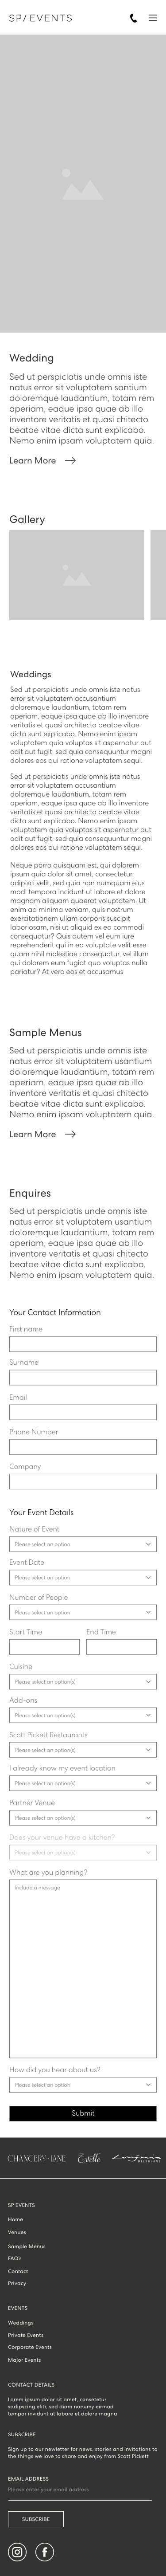 SP/EVENTS
Wedding
Sed ut perspiciatis unde omnis iste
natus error sit voluptatem santium
doloremque laudantium, totam rem
aperiam, eaque ipsa quae ab illo
inventore veritatis et quasi chitecto
beatae vitae dicta sunt explicabo.
Nemo enim ipsam voluptatem quia.
Learn More
Gallery
Weddings
Sed ut perspiciatis unde omnis iste natus
error sit voluptatem accusantium
doloremque laudantium, totam rem
aperiam, eaque ipsa quae ab illo inventore
veritatis et quasi architecto beatae vitae
dicta sunt explicabo. Nemo enim ipsam
voluptatem quia voluptas sit aspernatur aut
odit aut fugit, sed quia consequuntur magni
dolores eos qui ratione voluptatem sequi.
Sed ut perspiciatis unde omnis iste natus
error sit voluptatem accusantium
doloremque laudantium, totam rem
aperiam, eaque ipsa quae ab illo inventore
veritatis et quasi architecto beatae vitae
dicta sunt explicabo. Nemo enim ipsam
voluptatem quia voluptas sit aspernatur aut
odit aut fugit, sed quia consequuntur magni
dolores eos qui ratione voluptatem sequi.
Neque porro quisquam est, qui dolorem
ipsum quia dolor sit amet, consectetur,
adipisci velit, sed quia non numquam eius
modi tempora incidunt ut labore et dolore
magnam aliquam quaerat voluptatem. Ut
enim ad minima veniam, quis nostrum
exercitationem ullam corporis suscipit
laboriosam, nisi ut aliquid ex ea commodi
consequatur? Quis autem vel eum iure
reprehenderit qui in ea voluptate velit esse
quam nihil molestiae consequatur, vel illum
qui dolorem eum fugiat quo voluptas nulla
pariatur? At vero eos et accusamus
Sample Menus
Sed ut perspiciatis unde omnis iste
natus error sit voluptatem usantium
doloremque laudantium, totam rem
aperiam, eaque ipsa quae ab illo
inventore veritatis et quasi chitecto
beatae vitae dicta sunt explicabo.
Nemo enim ipsam voluptatem quia.
Learn More
Enquires
Sed ut perspiciatis unde omnis iste
natus error sit voluptatem usantium
doloremque laudantium, totam rem
aperiam, eaque ipsa quae ab illo
inventore veritatis et quasi chitecto
beatae vitae dicta sunt explicabo.
Nemo enim ipsam voluptatem quia.
Your Contact Information
First name
Surname
Email
Phone Number
Company
Your Event Details
Nature of Event
Please select an option
Event Date
Please select an option
Number of People
Please select an option
Start Time End Time
Cuisine
Please select an option(s)
Add-ons
Please select an option(s)
Scott Pickett Restaurants
Please select an option(s)
I already know my event location
Please select an option(s)
Partner Venue
Please select an option(s)
Does your venue have a kitchen?
Please select an option(s)
What are you planning?
Include a message
How did you hear about us?
Please select an option
Submit
CHANCERY LANE Estelle Longrain
MELBOURNE
SP EVENTS
Home
Venues
Sample Menus
FAQ's
Contact
Privacy
EVENTS
Weddings
Private Events
Corporate Events
Major Events
CONTACT DETAILS
Lorem ipsum dolor sit amet, consetetur
sadipscing elitr, sed diam nonumy eirmod
tempor invidunt ut labore et dolore magna
SUBSCRIBE
Sign up to our newletter for news, stories and invitations to
the things we love to share and enjoy from Scott Pickett
EMAIL ADDRESS
Please enter your email address
SUBSCRIBE